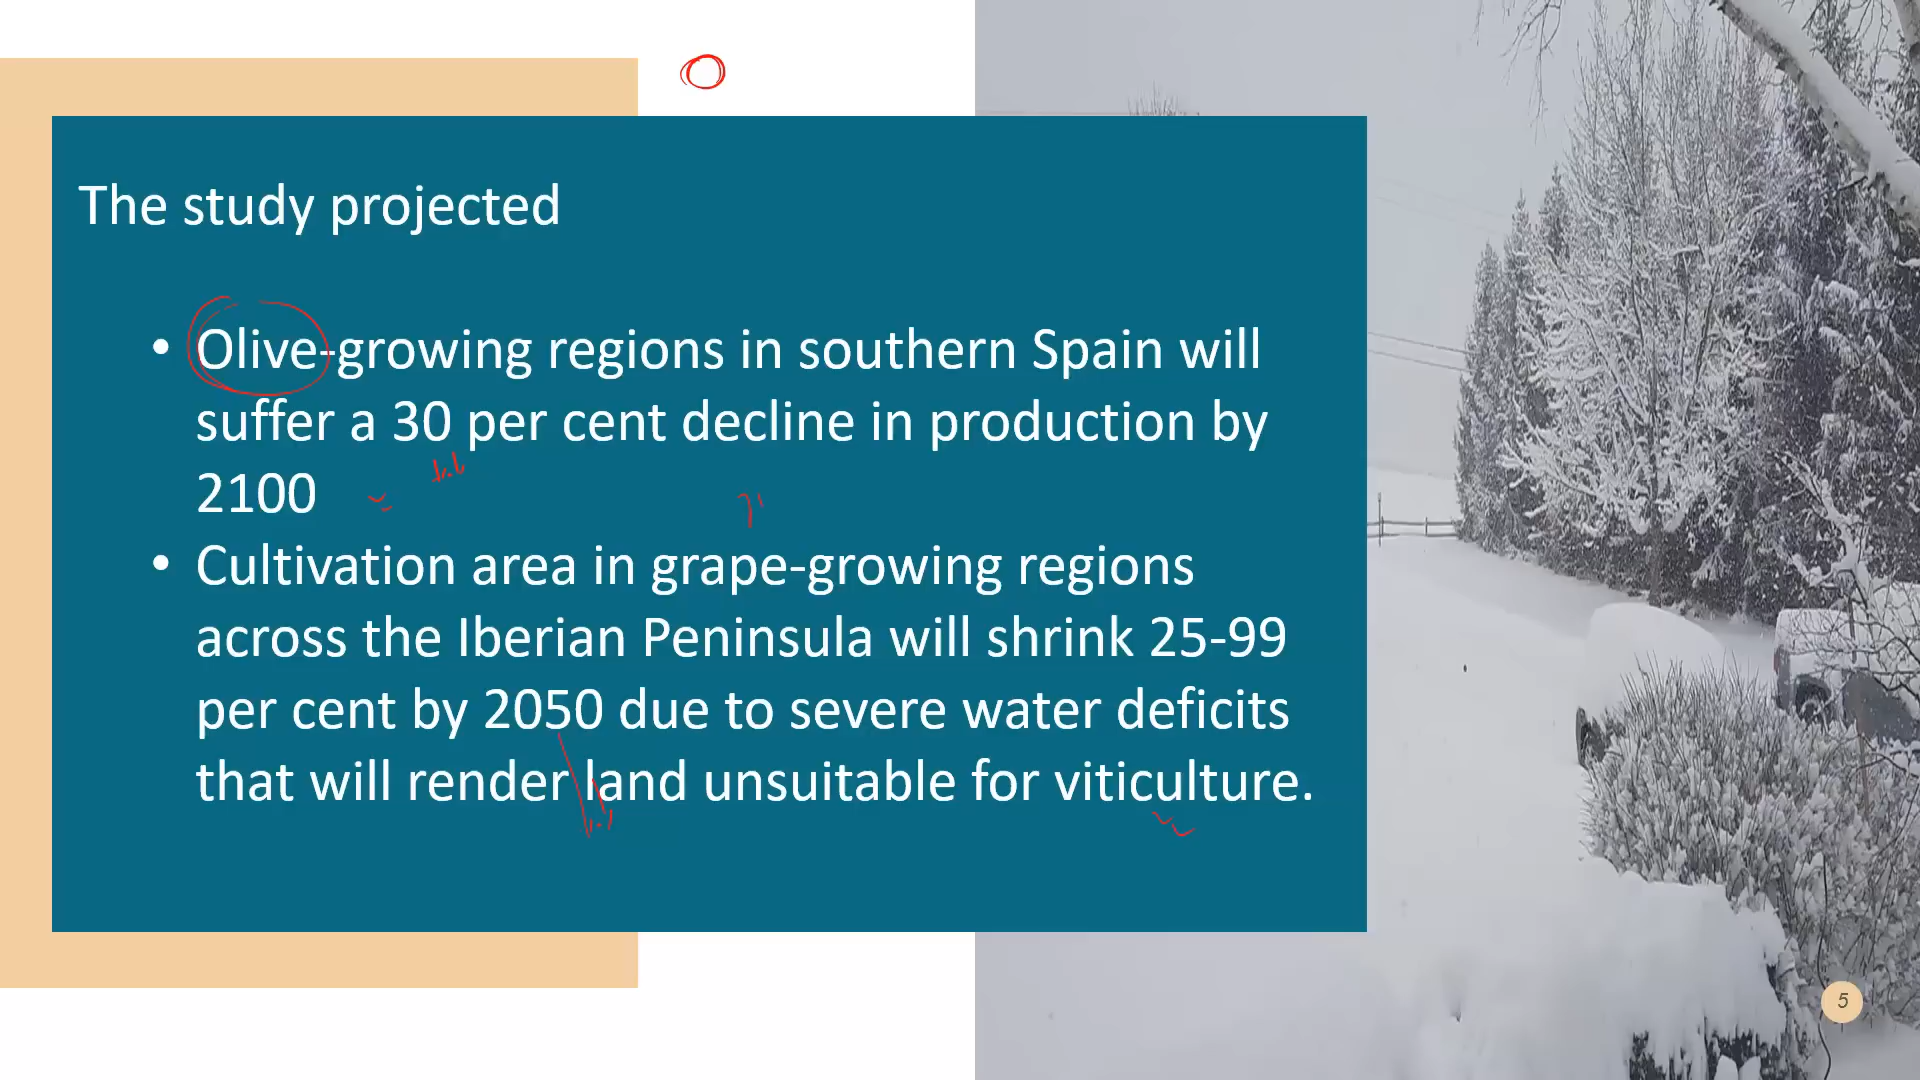 The study projected
• Olive-growing regions in southern Spain will
suffer a 30 per cent decline in production by
2100
• Cultivation area in grape-growing regions
across the Iberian Peninsula will shrink 25-99
per cent by 2050 due to severe water deficits
that will render land unsuitable for viticulture.
5